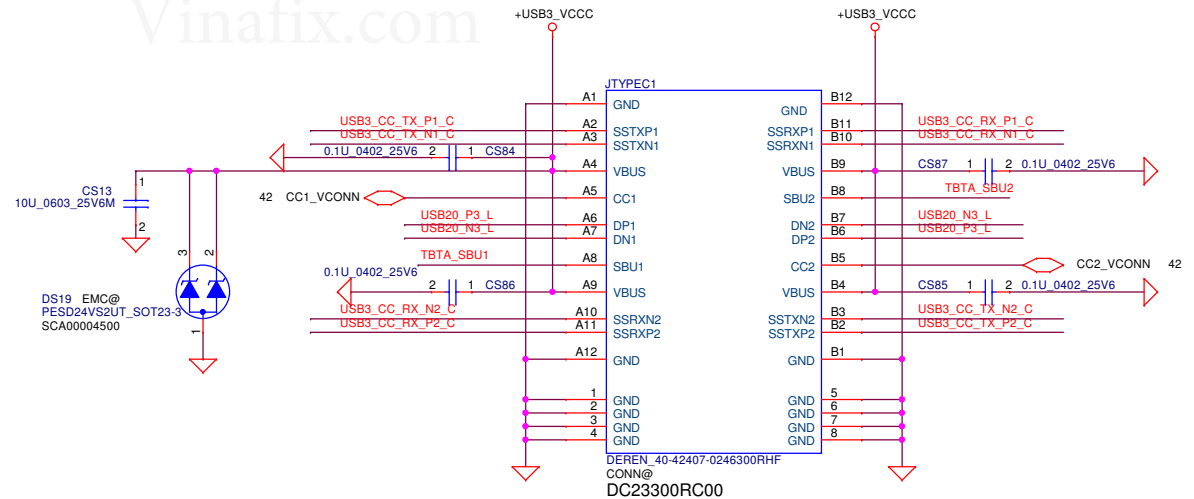 Vinafix.com
+USB3_VCCC
+USB3_VCCC
JTYPEC1
A1 GND
GND B12
USB3_CC_TX_P1_C A2 SSTXP1
SSRXP1 B11 USB3_CC_RX_P1_C
USB3_CC_TX_N1_C A3 SSTXN1
SSRXN1 B10 USB3_CC_RX_N1_C
0.1U_0402_25V6 2 1 CS84
A4 VBUS
VBUS B9 CS87 1 2 0.1U_0402_25V6
CS13 1
10U_0603_25V6M
2
42 CC1_VCONN A5 CC1
SBU2 B8 TBTA_SBU2
USB20_P3_L A6 DP1
DN2 B7 USB20_N3_L
USB20_N3_L A7 DN1
DP2 B6 USB20_P3_L
TBTA_SBU1 A8 SBU1
CC2 B5 CC2_VCONN 42
0.1U_0402_25V6
2 1 CS86 A9 VBUS
VBUS B4 CS85 1 2 0.1U_0402_25V6
3 2
DS19 EMC@
PESD24VS2UT_SOT23-3
SCA00004500
1
USB3_CC_RX_N2_C A10 SSRXN2
SSTXN2 B3 USB3_CC_TX_N2_C
USB3_CC_RX_P2_C A11 SSRXP2
SSTXP2 B2 USB3_CC_TX_P2_C
A12 GND
GND B1
1 GND
GND 5
2 GND
GND 6
3 GND
GND 7
4 GND
GND 8
DEREN_40-42407-0246300RHF
CONN@
DC23300RC00